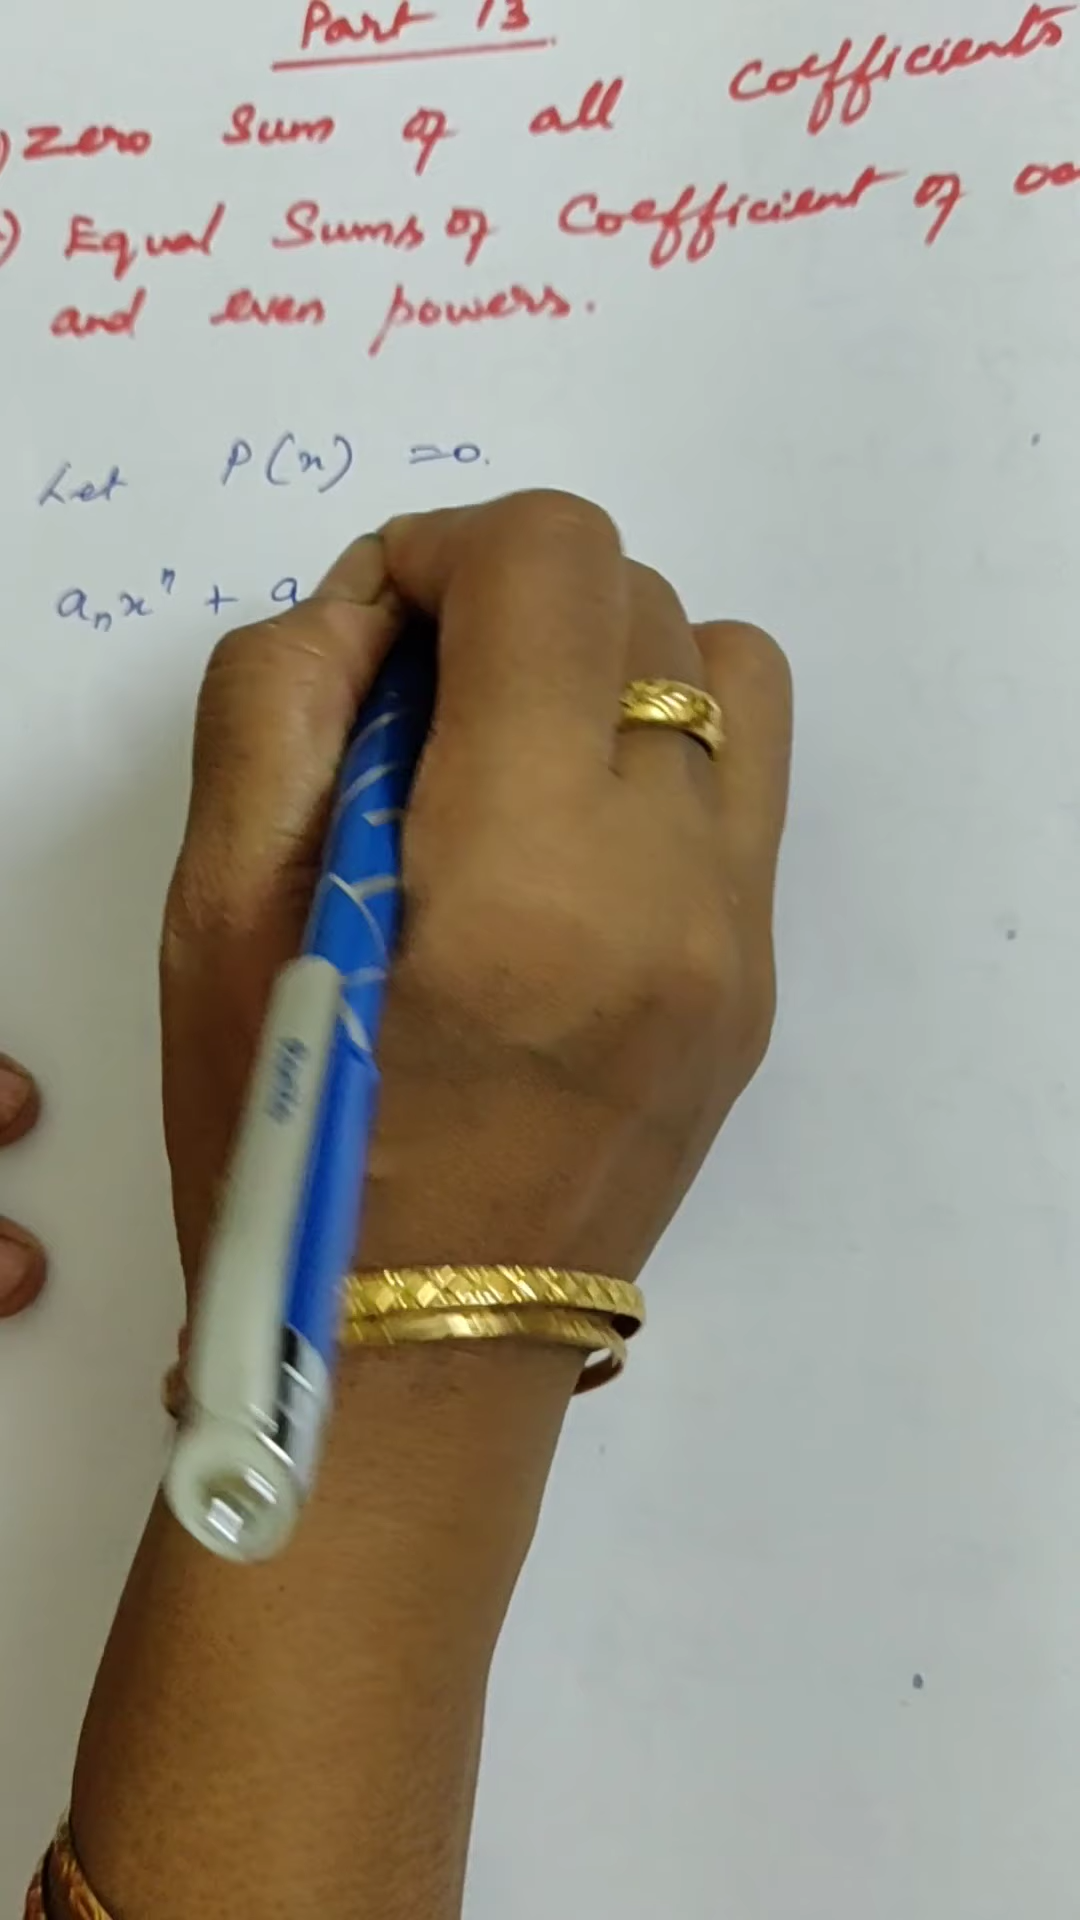 Part 13
) Zero Sum of all Coefficients
) Equal Sums of Coefficient of
and even powers.
Let P(x) =0.
aₙxⁿ + a